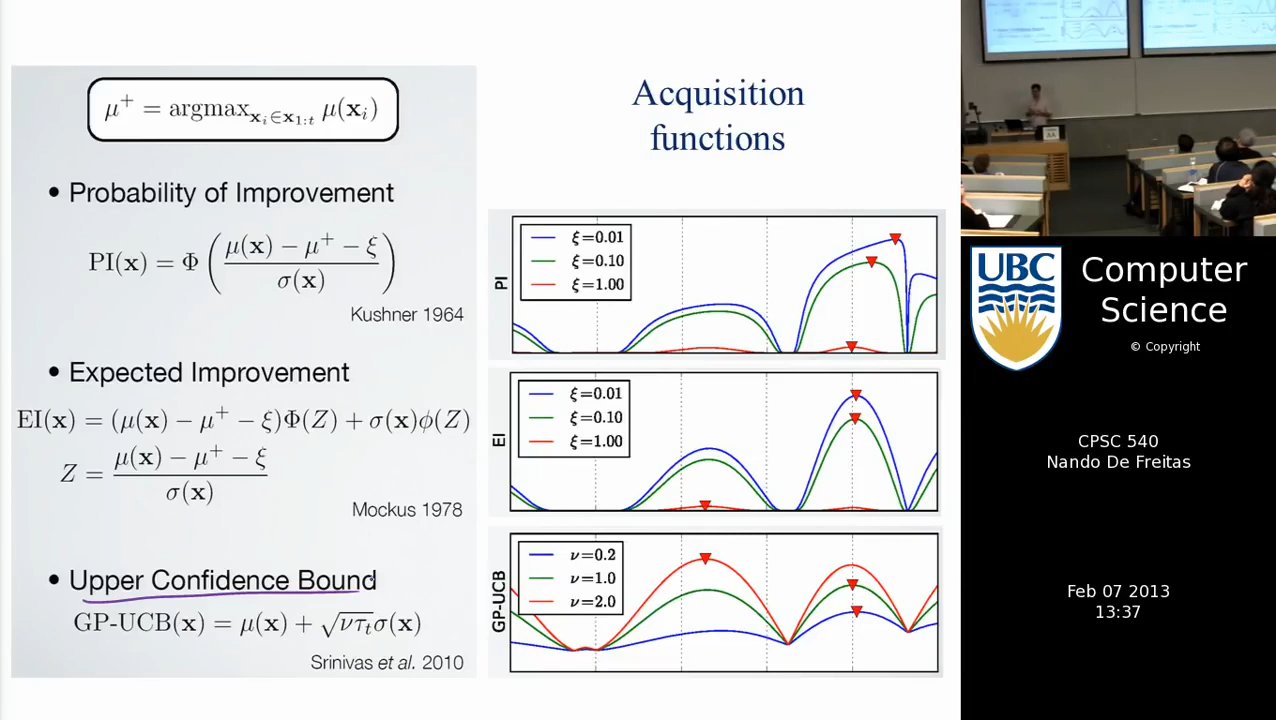 μ⁺ = argmax_{x_i∈x_{1:t}} μ(x_i)
• Probability of Improvement
PI(x) = Φ((μ(x) − μ⁺ − ξ) / σ(x))
Kushner 1964
• Expected Improvement
EI(x) = (μ(x) − μ⁺ − ξ)Φ(Z) + σ(x)ϕ(Z)
Z = (μ(x) − μ⁺ − ξ) / σ(x)
Mockus 1978
• Upper Confidence Bound
GP-UCB(x) = μ(x) + √(ντ_t)σ(x)
Srinivas et al. 2010
Acquisition
functions
PI
ξ=0.01
ξ=0.10
ξ=1.00
EI
ξ=0.01
ξ=0.10
ξ=1.00
GP-UCB
ν=0.2
ν=1.0
ν=2.0
UBC
Computer
Science
© Copyright
CPSC 540
Nando De Freitas
Feb 07 2013
13:37